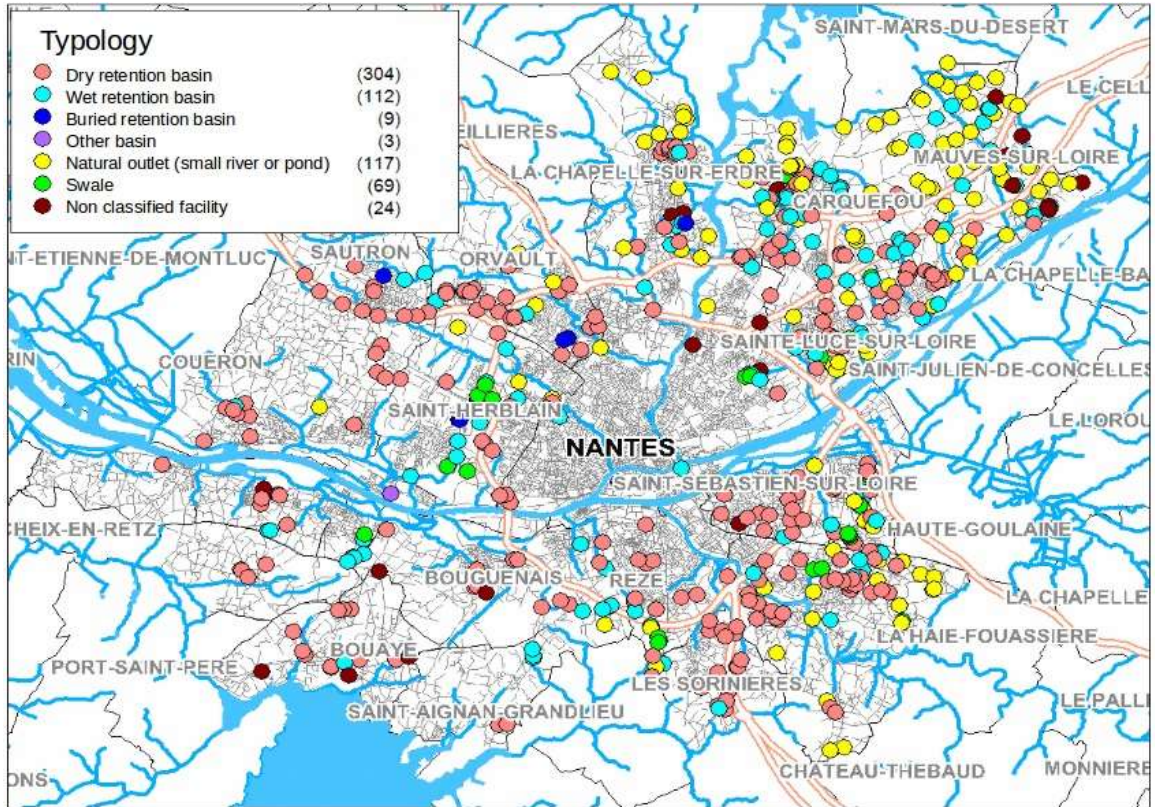 SAINT-MARS-DU-DESERT
Typology
Dry retention basin (304)
Wet retention basin (112)
Buried retention basin (9)
Other basin (3)
Natural outlet (small river or pond) (117)
Swale (69)
Non classified facility (24)
LE CELL
EILLIERES
LA CHAPELLE-SUR-ERDRE
MAUVES-SUR-LOIRE
CARQUEFOU
SAUTRON
ORVAULT
NT-ETIENNE-DE-MONTLUC
LA CHAPELLE-BA
SAINTE-LUCE-SUR-LOIRE
COUERON
RIN
SAINT-JULIEN-DE-CONCELLES
SAINT-HERBLAIN
LE LOROU
NANTES
SAINT-SEBASTIEN-SUR-LOIRE
CHEIX-EN-RETZ
HAUTE-GOULAINE
BOUGUENAIS
REZE
LA CHAPELLE
LA HAIE-FOUASSIERE
BOUAYE
PORT-SAINT-PERE
LES SORINIERES
LE PALL
SAINT-AIGNAN-GRANDLIEU
CHATEAU-THEBAUD
MONNIERE
ONS